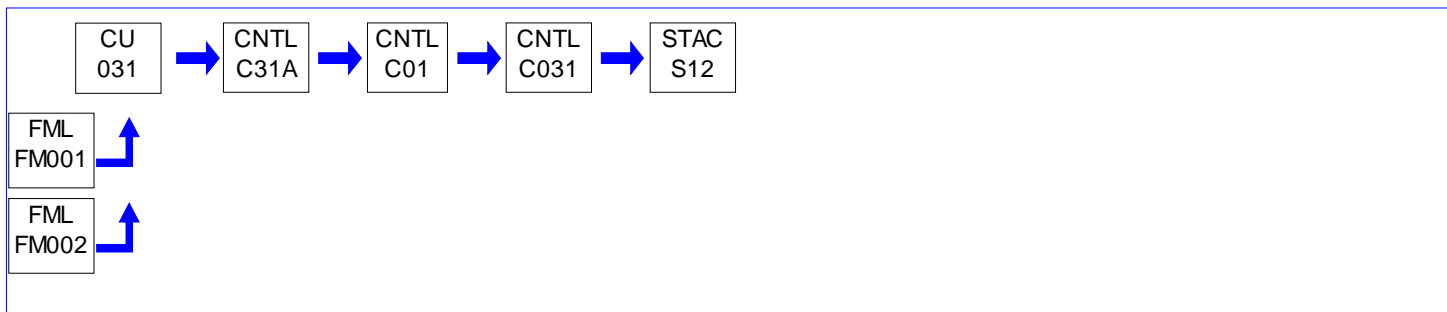 CU
031
CNTL
C31A
CNTL
C01
CNTL
C031
STAC
S12
FML
FM001
FML
FM002